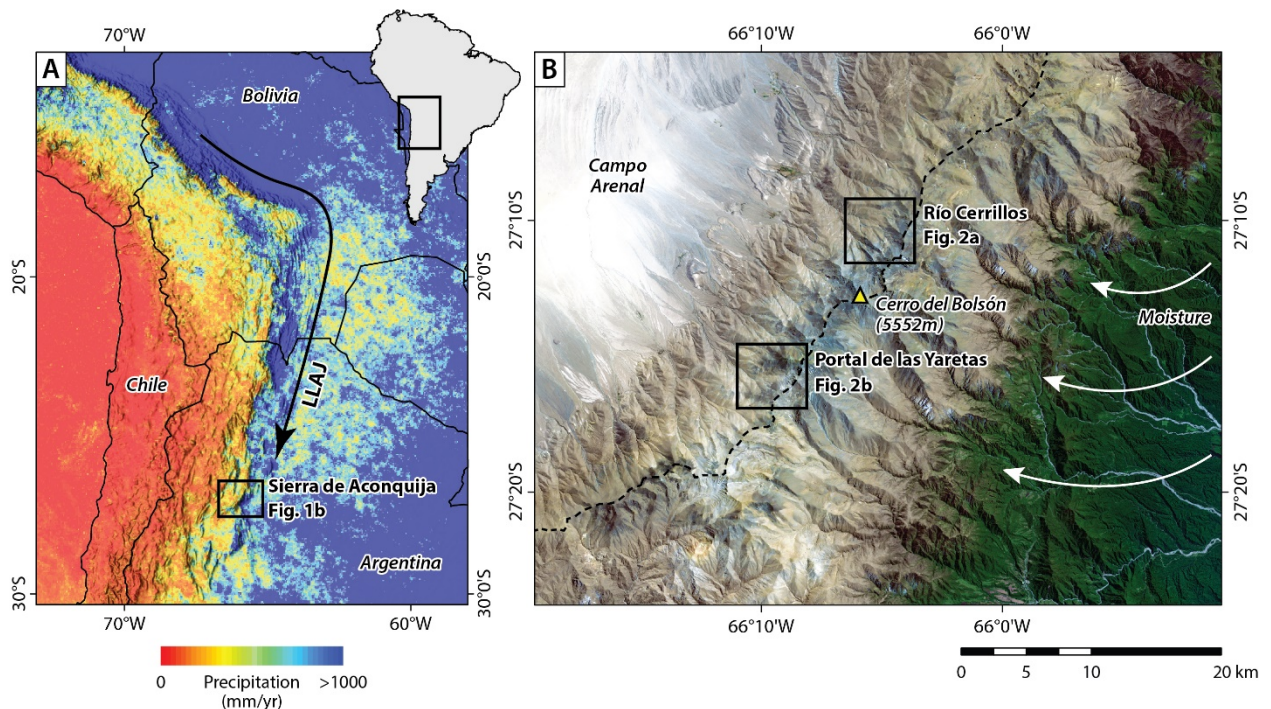 70°W
A
Bolivia
20°S
20°0'S
Chile
LLAJ
Sierra de Aconquija
Fig. 1b
Argentina
30°S
30°0'S
70°W
60°W
0
Precipitation
(mm/yr)
>1000
66°10'W
66°0'W
B
Campo
Arenal
27°10'S
27°10'S
Río Cerrillos
Fig. 2a
Cerro del Bolsón
(5552m)
Moisture
Portal de las Yaretas
Fig. 2b
27°20'S
27°20'S
66°10'W
66°0'W
0 5 10 20 km